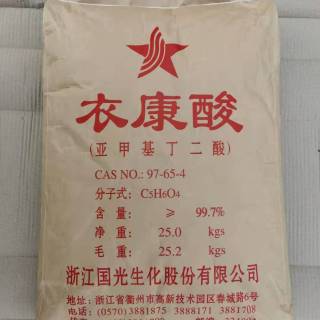 衣康酸
(亚甲基丁二酸)
CAS NO.: 97-65-4
分子式: C5H6O4
含量: ≥ 99.7%
净重: 25.0 kgs
毛重: 25.2 kgs
浙江国光生化股份有限公司
地址: 浙江省衢州市高新技术园区春城路6号
电话: (0570) 3881875 3888171 3881708